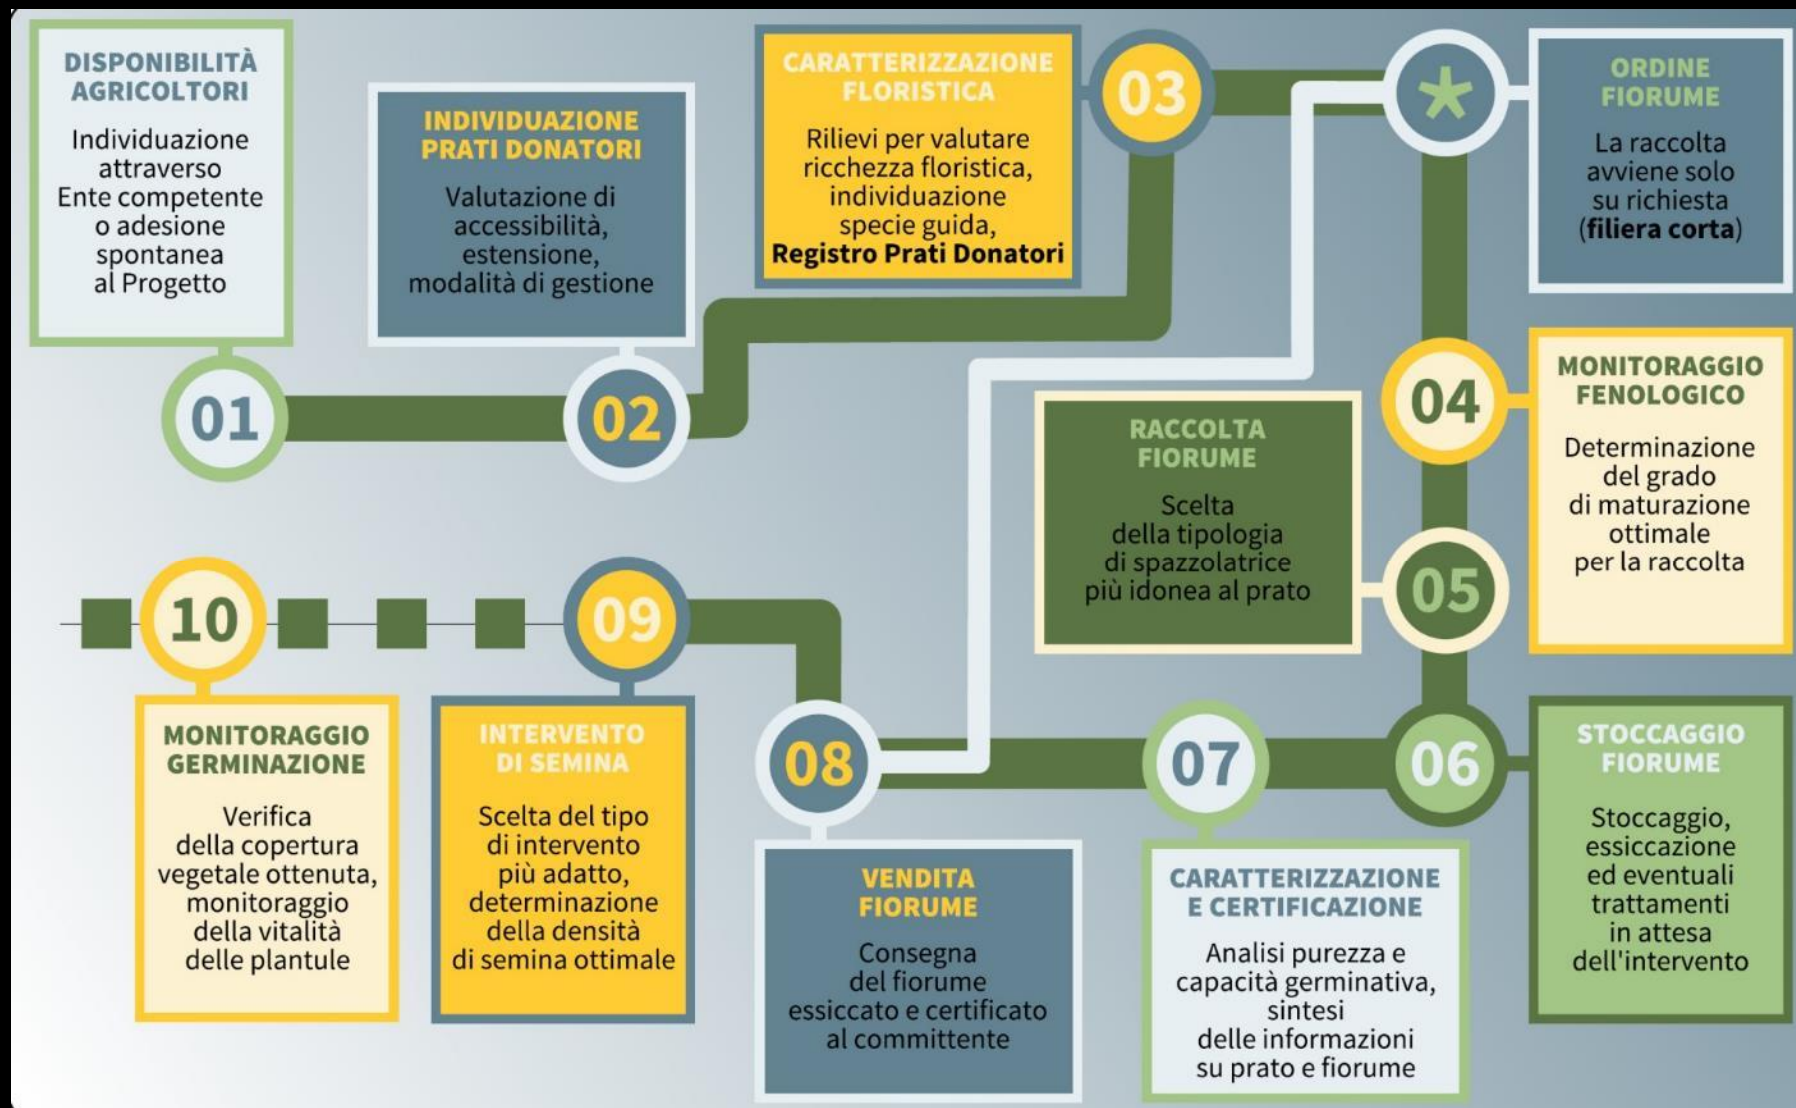 DISPONIBILITÀ
AGRICOLTORI
Individuazione
attraverso
Ente competente
o adesione
spontanea
al Progetto
01
INDIVIDUAZIONE
PRATI DONATORI
Valutazione di
accessibilità,
estensione,
modalità di gestione
02
CARATTERIZZAZIONE
FLORISTICA
Rilievi per valutare
ricchezza floristica,
individuazione
specie guida,
Registro Prati Donatori
03
*
ORDINE
FIORUME
La raccolta
avviene solo
su richiesta
(filiera corta)
04
MONITORAGGIO
FENOLOGICO
Determinazione
del grado
di maturazione
ottimale
per la raccolta
RACCOLTA
FIORUME
Scelta
della tipologia
di spazzolatrice
più idonea al prato
05
06
STOCCAGGIO
FIORUME
Stoccaggio,
essiccazione
ed eventuali
trattamenti
in attesa
dell'intervento
07
CARATTERIZZAZIONE
E CERTIFICAZIONE
Analisi purezza e
capacità germinativa,
sintesi
delle informazioni
su prato e fiorume
08
VENDITA
FIORUME
Consegna
del fiorume
essiccato e certificato
al committente
09
INTERVENTO
DI SEMINA
Scelta del tipo
di intervento
più adatto,
determinazione
della densità
di semina ottimale
10
MONITORAGGIO
GERMINAZIONE
Verifica
della copertura
vegetale ottenuta,
monitoraggio
della vitalità
delle plantule